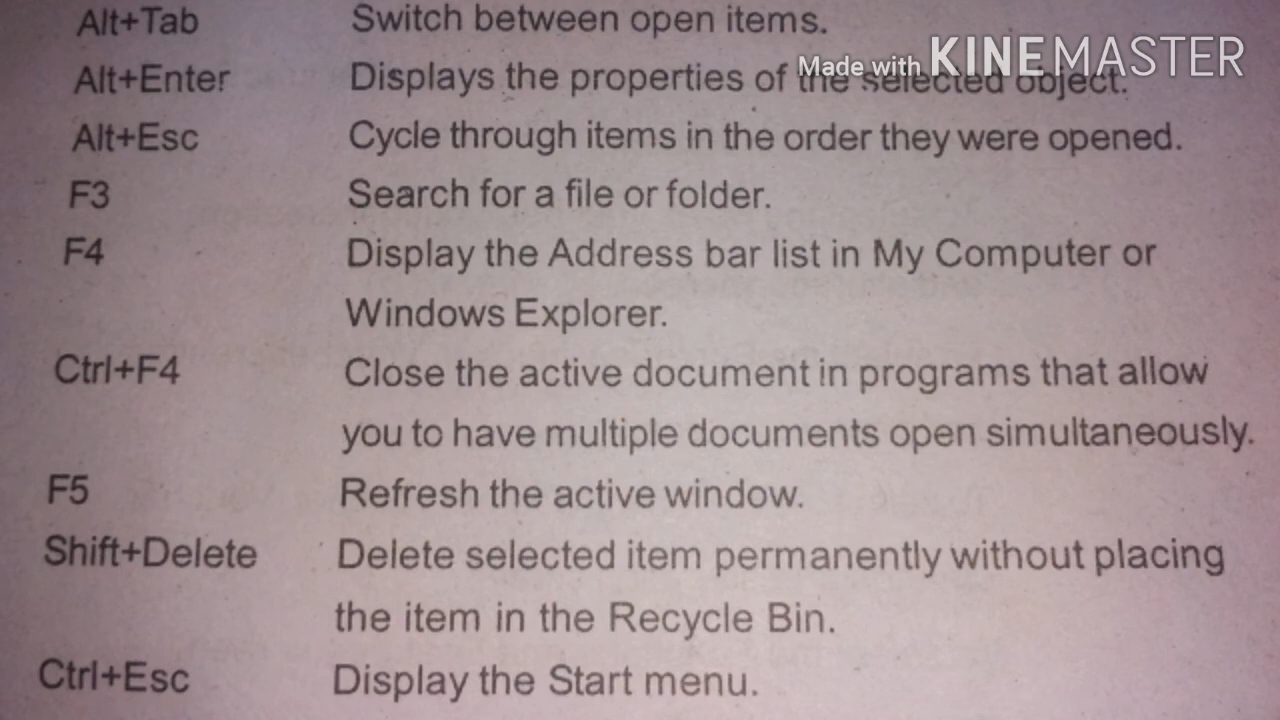 Alt+Tab Switch between open items.
Made with KINEMASTER
Alt+Enter Displays the properties of the selected object.
Alt+Esc Cycle through items in the order they were opened.
F3 Search for a file or folder.
F4 Display the Address bar list in My Computer or
Windows Explorer.
Ctrl+F4 Close the active document in programs that allow
you to have multiple documents open simultaneously.
F5 Refresh the active window.
Shift+Delete Delete selected item permanently without placing
the item in the Recycle Bin.
Ctrl+Esc Display the Start menu.